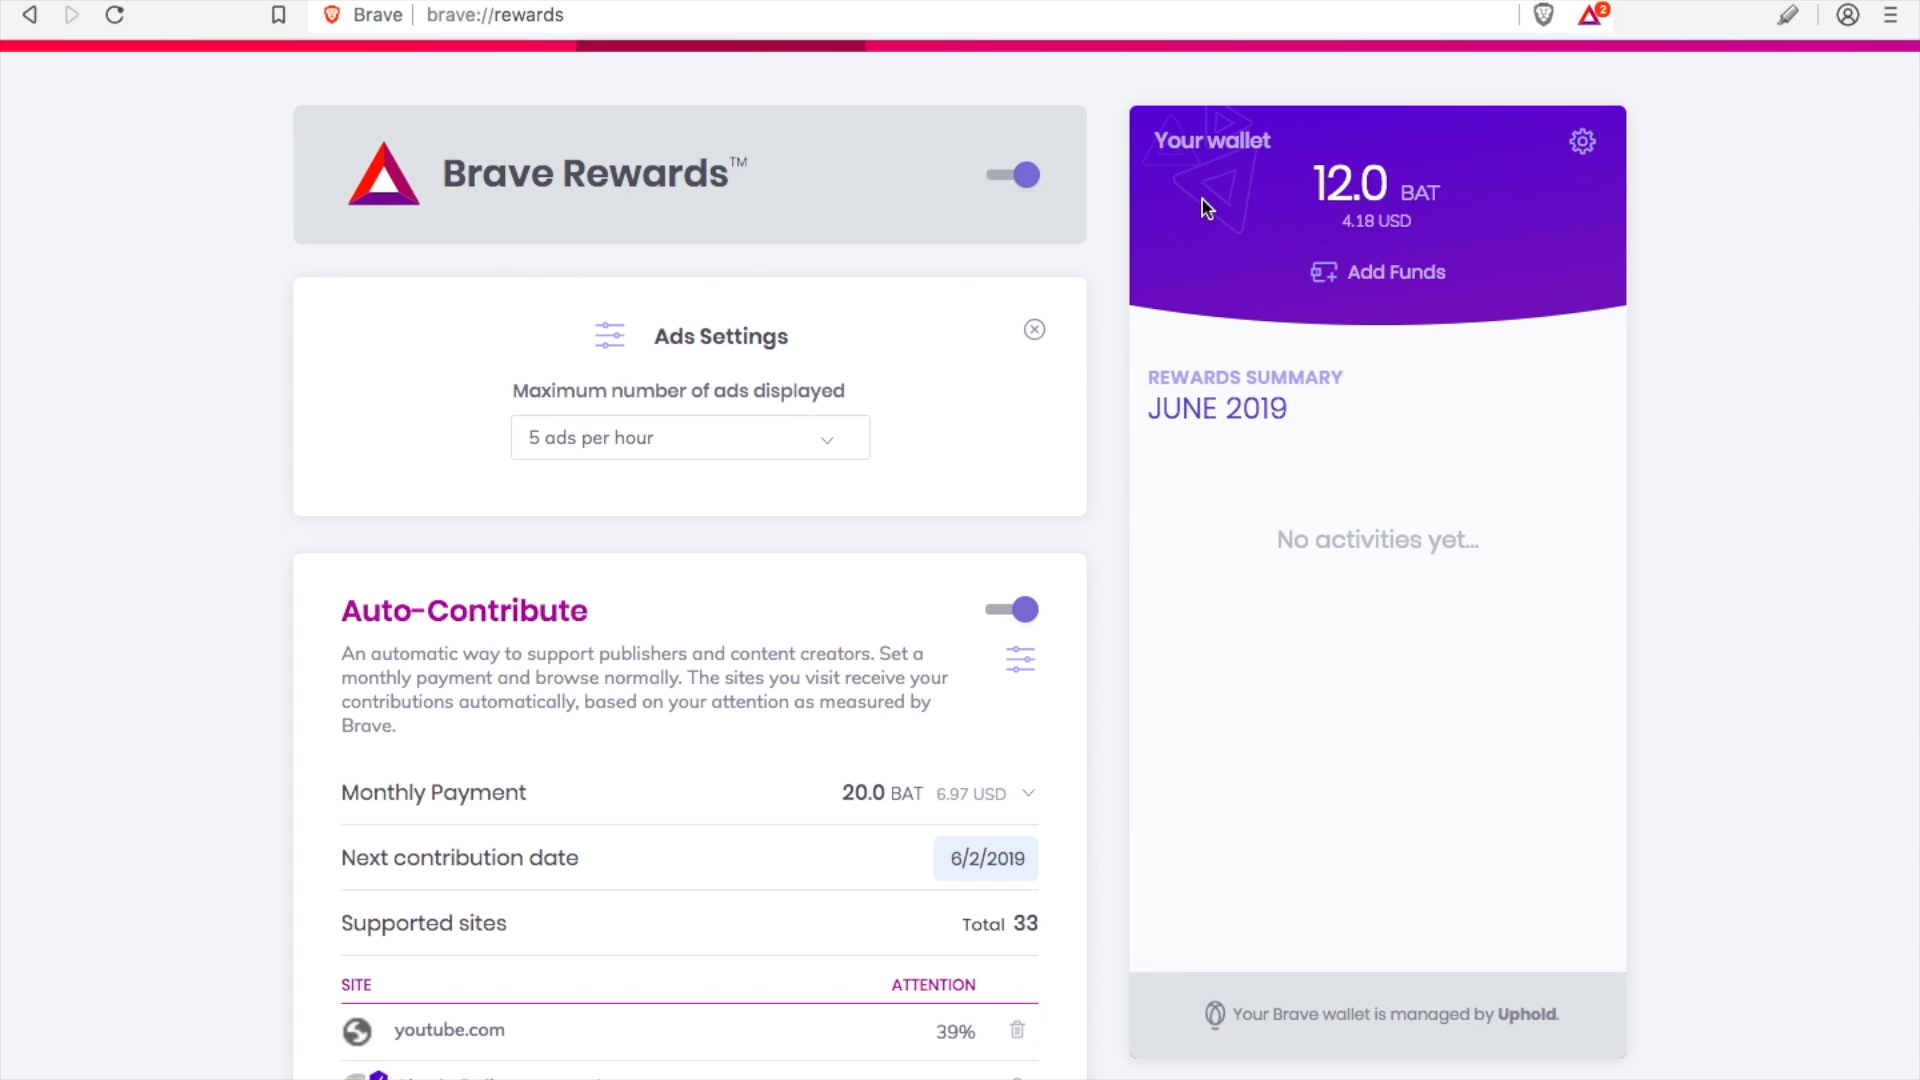 Brave
brave://rewards
2
Brave Rewards™
Your wallet
12.0 BAT
4.18 USD
Add Funds
Ads Settings
Maximum number of ads displayed
5 ads per hour
REWARDS SUMMARY
JUNE 2019
No activities yet...
Auto-Contribute
An automatic way to support publishers and content creators. Set a
monthly payment and browse normally. The sites you visit receive your
contributions automatically, based on your attention as measured by
Brave.
Monthly Payment 20.0 BAT 6.97 USD
Next contribution date 6/2/2019
Supported sites Total 33
SITE ATTENTION
youtube.com 39%
Your Brave wallet is managed by Uphold.